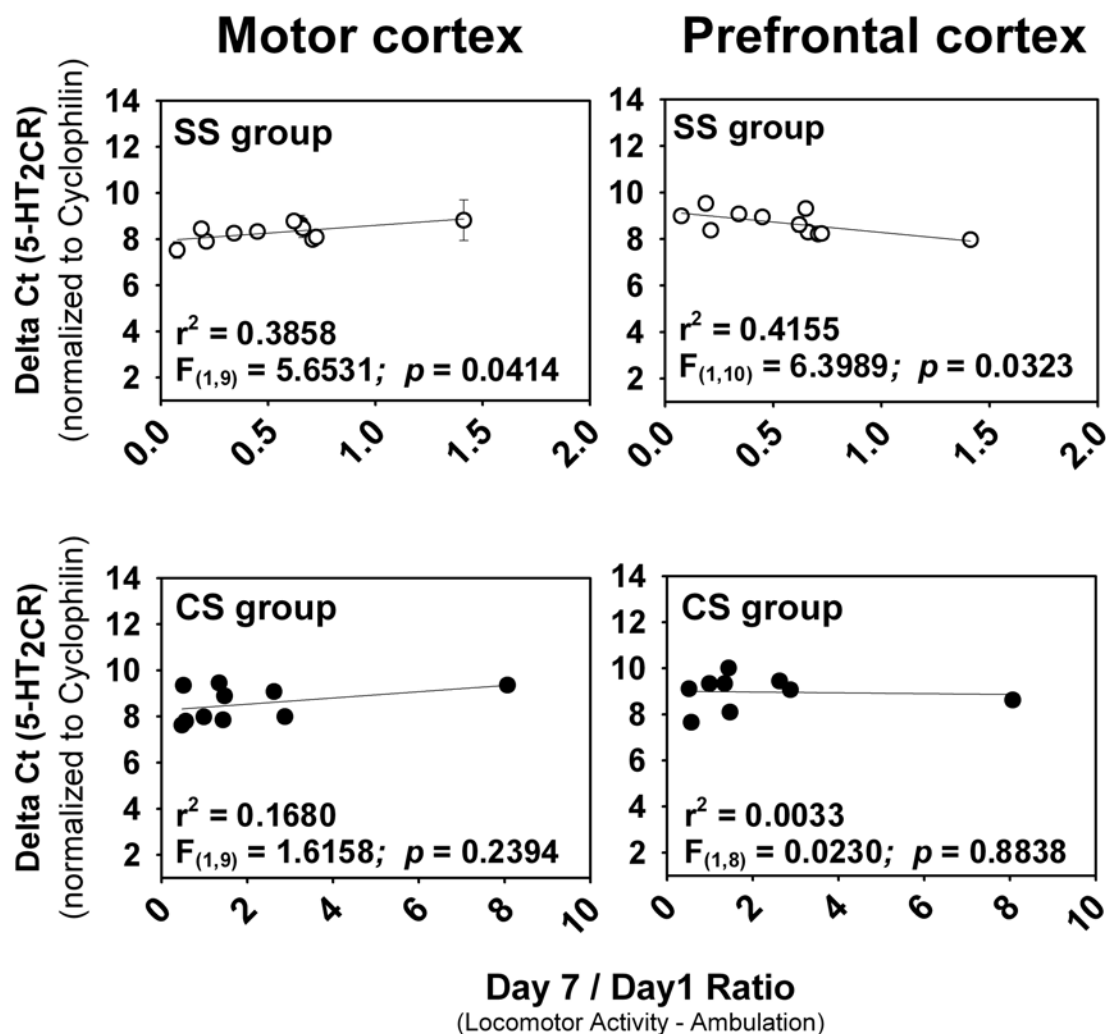 Motor cortex
Prefrontal cortex
Delta Ct (5-HT2CR)
(normalized to Cyclophilin)
14
12
10
8
6
4
2
SS group
r² = 0.3858
F(1,9) = 5.6531; p = 0.0414
0.0
0.5
1.0
1.5
2.0
14
12
10
8
6
4
2
SS group
r² = 0.4155
F(1,10) = 6.3989; p = 0.0323
0.0
0.5
1.0
1.5
2.0
Delta Ct (5-HT2CR)
(normalized to Cyclophilin)
14
12
10
8
6
4
2
CS group
r² = 0.1680
F(1,9) = 1.6158; p = 0.2394
0
2
4
6
8
10
14
12
10
8
6
4
2
CS group
r² = 0.0033
F(1,8) = 0.0230; p = 0.8838
0
2
4
6
8
10
Day 7 / Day1 Ratio
(Locomotor Activity - Ambulation)